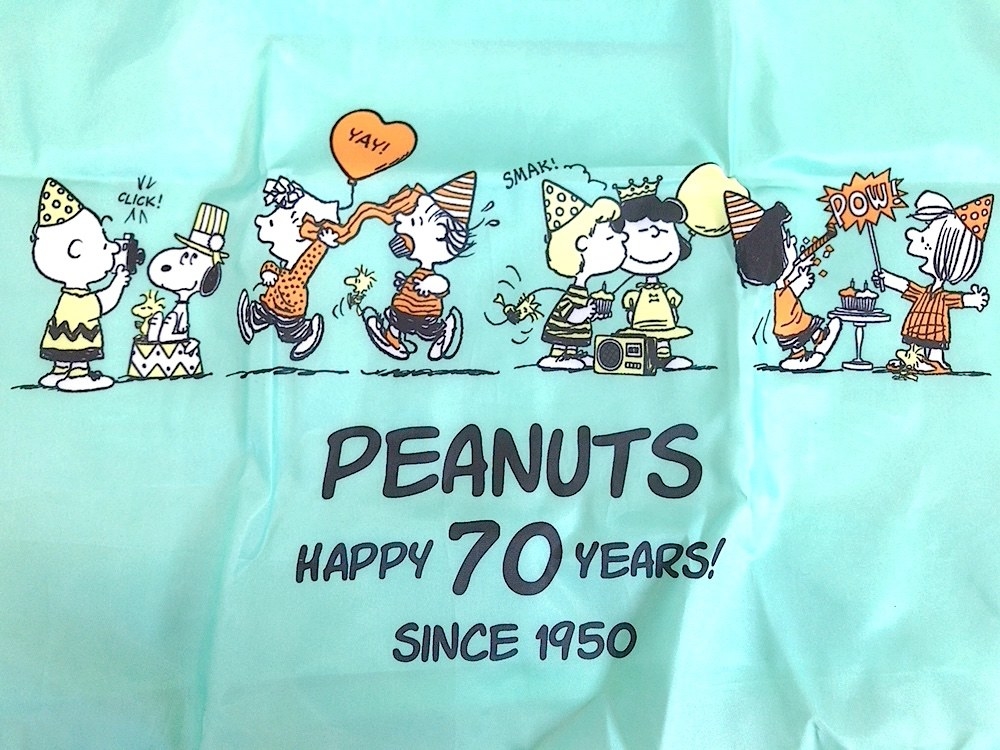 CLICK!
YAY!
SMAK!
POW!
PEANUTS
HAPPY 70 YEARS!
SINCE 1950